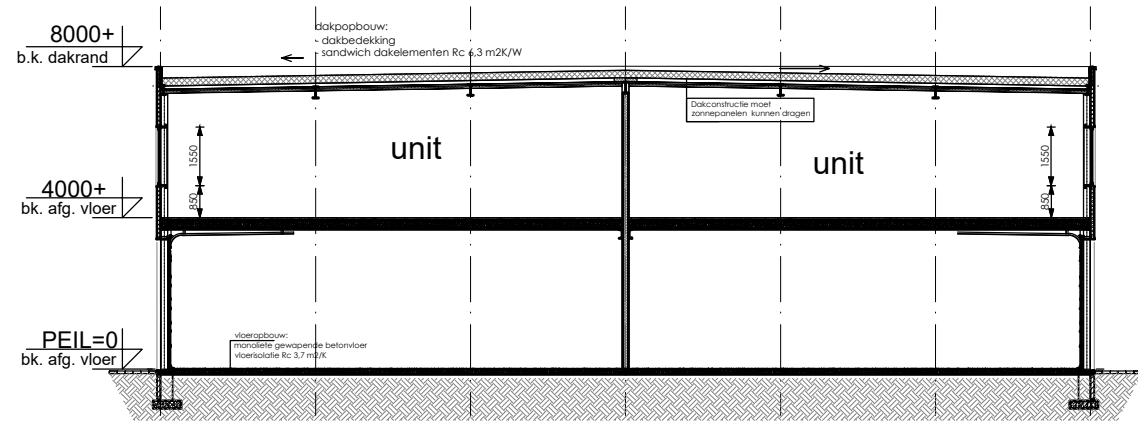 8000+
b.k. dakrand
dakpopbouw:
- dakbedekking
- sandwich dakelementen Rc 6,3 m2K/W
Dakconstructie moet
zonnepanelen kunnen dragen
unit
unit
1550
1550
4000+
bk. afg. vloer
850
850
PEIL=0
bk. afg. vloer
vloeropbouw:
monoliete gewapende betonvloer
vloerisolatie Rc 3,7 m2/K